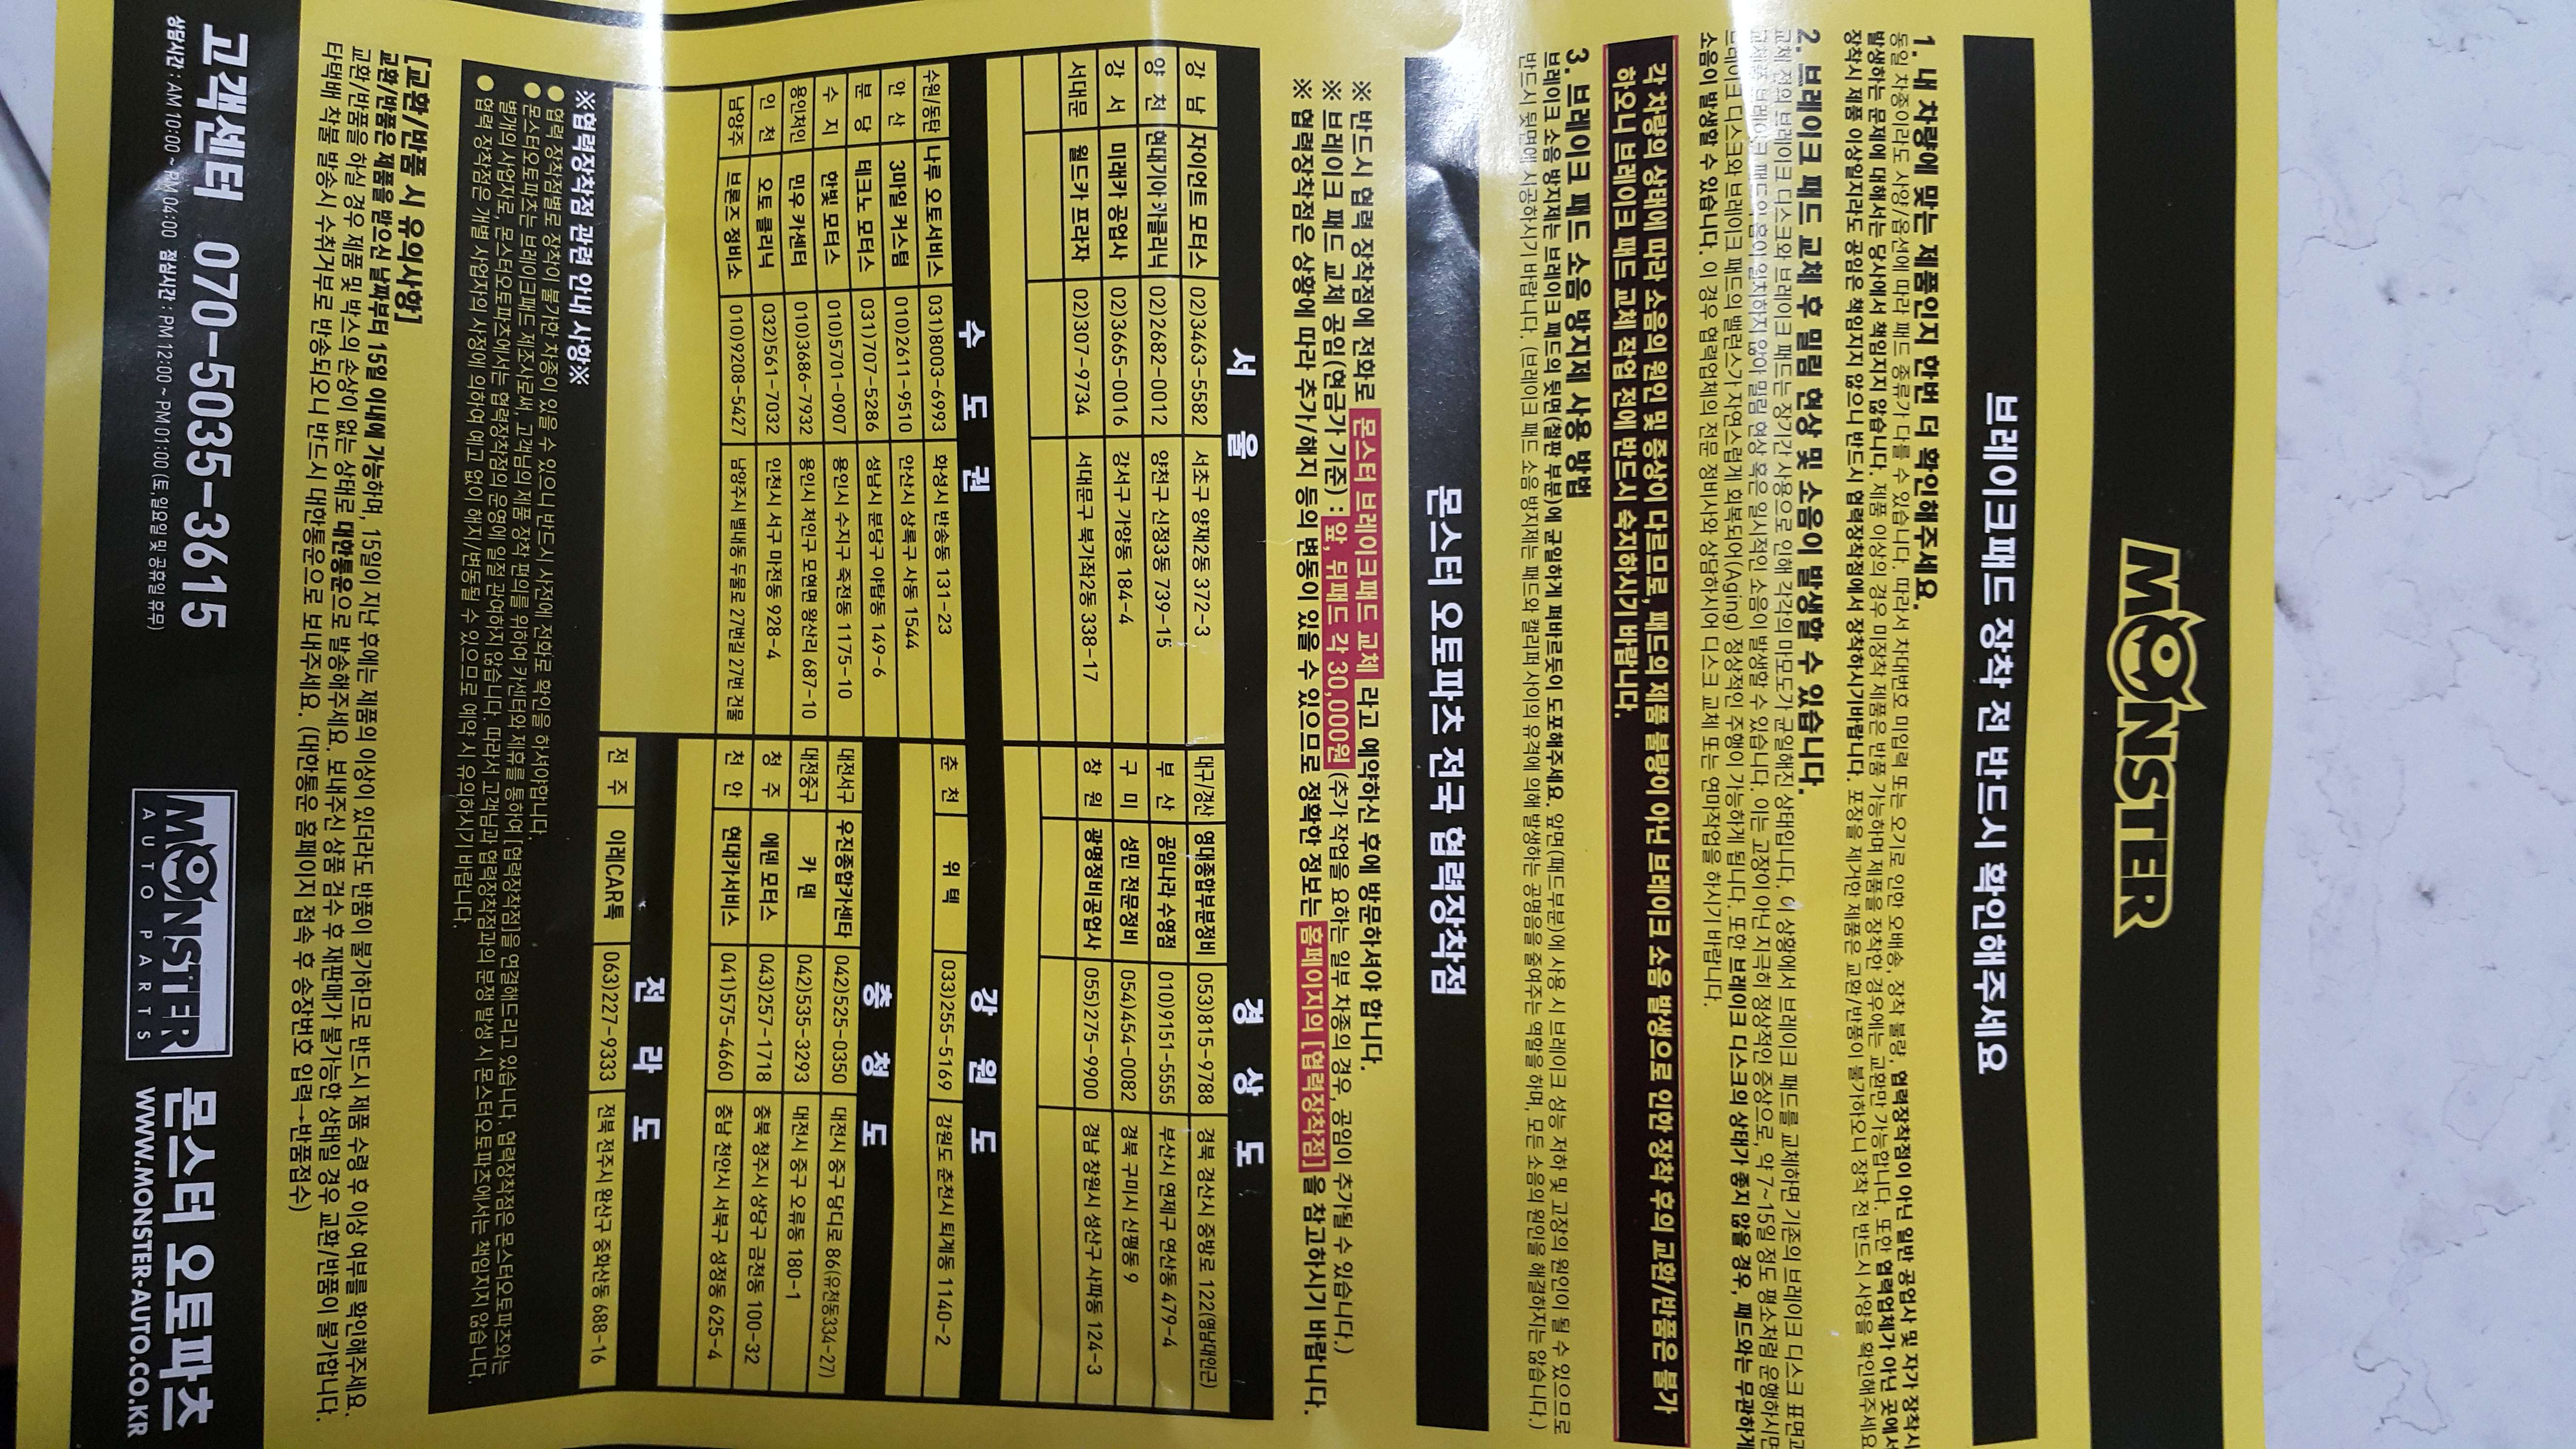 MONSTER
브레이크패드 장착 전 반드시 확인해주세요
1. 내 차량에 맞는 제품인지 한번 더 확인해주세요.
동일 차종이라도 사양/옵션에 따라 패드 종류가 다를 수 있습니다. 따라서 차대번호 미입력 또는 오기로 인한 오배송, 장착 불량, 협력장착점이 아닌 일반 공업사 및 자가 장착시
발생하는 문제에 대해서는 당사에서 책임지지 않습니다. 제품 이상의 경우 미장착 제품은 반품 가능하며 제품을 장착한 경우에는 교환만 가능합니다. 또한 협력업체가 아닌 곳에서
장착시 제품 이상일지라도 공임은 책임지지 않으니 반드시 협력장착점에서 장착하시기바랍니다. 포장을 제거한 제품은 교환/반품이 불가하오니 장착 전 반드시 사양을 확인해주세요
2. 브레이크 패드 교체 후 밀림 현상 및 소음이 발생할 수 있습니다.
교체 전의 브레이크 디스크와 브레이크 패드는 장기간 사용으로 인해 각각의 마모도가 균일해진 상태입니다. 이 상황에서 브레이크 패드를 교체하면 기존의 브레이크 디스크 표면과
교체품 브레이크 패드의 홈이 일치하지 않아 밀림 현상 혹은 일시적인 소음이 발생할 수 있습니다. 이는 고장이 아닌 지극히 정상적인 증상으로, 약 7~15일 정도 평소처럼 운행하시면
브레이크 디스크와 브레이크 패드의 밸런스가 자연스럽게 회복되어(Aging) 정상적인 주행이 가능하게 됩니다. 또한 브레이크 디스크의 상태가 좋지 않을 경우, 패드와는 무관하게
소음이 발생할 수 있습니다. 이 경우 협력업체의 전문 정비사와 상담하시어 디스크 교체 또는 연마작업을 하시기 바랍니다.
각 차량의 상태에 따라 소음의 원인 및 증상이 다르므로, 패드의 제품 불량이 아닌 브레이크 소음 발생으로 인한 장착 후의 교환/반품은 불가
하오니 브레이크 패드 교체 작업 전에 반드시 숙지하시기 바랍니다.
3. 브레이크 패드 소음 방지제 사용 방법
브레이크 소음 방지제는 브레이크 패드의 뒷면(철판 부분)에 균일하게 펴바르듯이 도포해주세요. 앞면(패드부분)에 사용 시 브레이크 성능 저하 및 고장의 원인이 될 수 있으므로
반드시 뒷면에 시공하시기 바랍니다. (브레이크 패드 소음 방지제는 패드와 캘리퍼 사이의 유격에 의해 발생하는 공명음을 줄여주는 역할을 하며, 모든 소음의 원인을 해결하지는 않습니다.)
몬스터 오토파츠 전국 협력장착점
※ 반드시 협력 장착점에 전화로 몬스터 브레이크패드 교체 라고 예약하신 후에 방문하셔야 합니다.
※ 브레이크 패드 교체 공임(현금가 기준) : 앞, 뒤패드 각 30,000원 (추가 작업을 요하는 일부 차종의 경우, 공임이 추가될 수 있습니다.)
※ 협력장착점은 상황에 따라 추가/해지 등의 변동이 있을 수 있으므로 정확한 정보는 홈페이지의 [협력장착점]을 참고하시기 바랍니다.
서 울
강 남 자이언트 모터스 02)3463-5582 서초구 양재2동 372-3
양 천 현대기아 카클리닉 02)2682-0012 양천구 신정3동 739-15
강 서 미래카 공업사 02)3665-0016 강서구 가양동 184-4
서대문 월드카 프라자 02)307-9734 서대문구 북가좌2동 338-17
경 상 도
대구/경산 영대종합부분정비 053)815-9788 경북 경산시 중방로 122(영남대인근)
부 산 공임나라 수영점 010)9151-5555 부산시 연제구 연산동 479-4
구 미 성민 전문정비 054)454-0082 경북 구미시 신평동 9
창 원 광명정비공업사 055)275-9900 경남 창원시 성산구 사파동 124-3
수 도 권
수원/동탄 나루 오토서비스 031)8003-6993 화성시 반송동 131-23
안 산 3마일 커스텀 010)2611-9510 안산시 상록구 사동 1544
분 당 테크노 모터스 031)707-5286 성남시 분당구 야탑동 149-6
수 지 한빛 모터스 010)5701-0907 용인시 수지구 죽전동 1175-10
용인처인 민우 카센터 010)3686-7932 용인시 처인구 모현면 왕산리 687-10
인 천 오토 클리닉 032)561-7032 인천시 서구 마전동 928-4
남양주 브론즈 정비소 010)9208-5427 남양주시 별내동 두물로 27번길 27번 건물
강 원 도
춘 천 위 텍 033)255-5169 강원도 춘천시 퇴계동 1140-2
충 청 도
대전서구 우진종합카센타 042)525-0350 대전시 중구 당디로 86(유천동334-27)
대전중구 카 덴 042)535-3293 대전시 중구 오류동 180-1
청 주 에덴 모터스 043)257-1718 충북 청주시 상당구 금천동 100-32
천 안 현대카서비스 041)575-4660 충남 천안시 서북구 성정동 625-4
전 라 도
전 주 이레CAR톡 063)227-9333 전북 전주시 완산구 중화산동 688-16
※협력장착점 관련 안내 사항※
● 협력 장착점별로 장착이 불가한 차종이 있을 수 있으니 반드시 사전에 전화로 확인을 하셔야합니다.
● 몬스터오토파츠는 브레이크패드 제조사로써, 고객님의 제품 장착 편의를 위하여 카센터와 제휴를 통하여 [협력장착점]을 연결해드리고 있습니다. 협력장착점은 몬스터오토파츠와는
별개의 사업자로, 몬스터오토파츠에서는 협력장착점의 운영에 일절 관여하지 않습니다. 따라서 고객님과 협력장착점과의 분쟁 발생 시 몬스터오토파츠에서는 책임지지 않습니다.
● 협력 장착점은 개별 사업자의 사정에 의하여 예고 없이 해지/변동될 수 있으므로 예약 시 유의하시기 바랍니다.
[교환/반품 시 유의사항]
교환/반품은 제품을 받으신 날짜부터 15일 이내에 가능하며, 15일이 지난 후에는 제품의 이상이 있더라도 반품이 불가하므로 반드시 제품 수령 후 이상 여부를 확인해주세요.
교환/반품을 하실 경우 제품 및 박스의 손상이 없는 상태로 대한통운으로 발송해주세요. 보내주신 상품 검수 후 재판매가 불가능한 상태일 경우 교환/반품이 불가합니다.
타택배 착불 발송시 수취거부로 반송되오니 반드시 대한통운으로 보내주세요. (대한통운 홈페이지 접속 후 송장번호 입력→반품접수)
고객센터 070-5035-3615
상담시간 : AM 10:00 ~ PM 04:00 점심시간 : PM 12:00 ~ PM 01:00 (토,일요일 및 공휴일 휴무)
MONSTER
AUTO PARTS
몬스터 오토파츠
WWW.MONSTER-AUTO.CO.KR